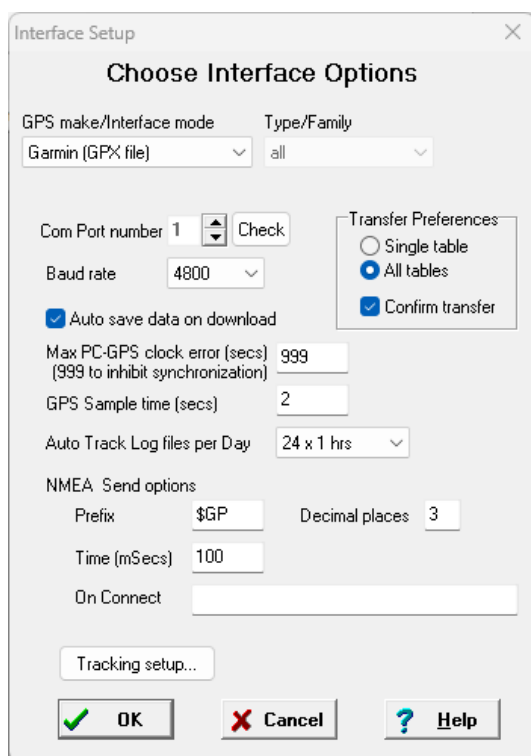 Interface Setup
Choose Interface Options
GPS make/Interface mode
Type/Family
Garmin (GPX file)
all
Com Port number 1 Check
Baud rate 4800
Transfer Preferences
Single table
All tables
Confirm transfer
Auto save data on download
Max PC-GPS clock error (secs) 999
(999 to inhibit synchronization)
GPS Sample time (secs) 2
Auto Track Log files per Day 24 x 1 hrs
NMEA Send options
Prefix $GP Decimal places 3
Time (mSecs) 100
On Connect
Tracking setup...
OK Cancel Help